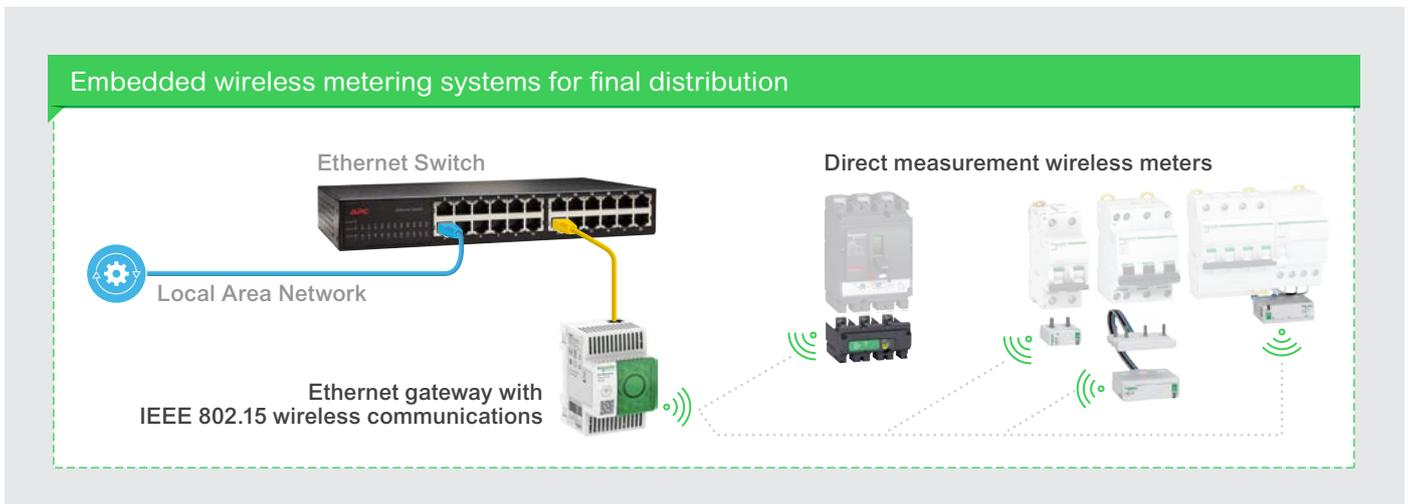 Embedded wireless metering systems for final distribution
Ethernet Switch
Direct measurement wireless meters
APC
Local Area Network
Ethernet gateway with
IEEE 802.15 wireless communications